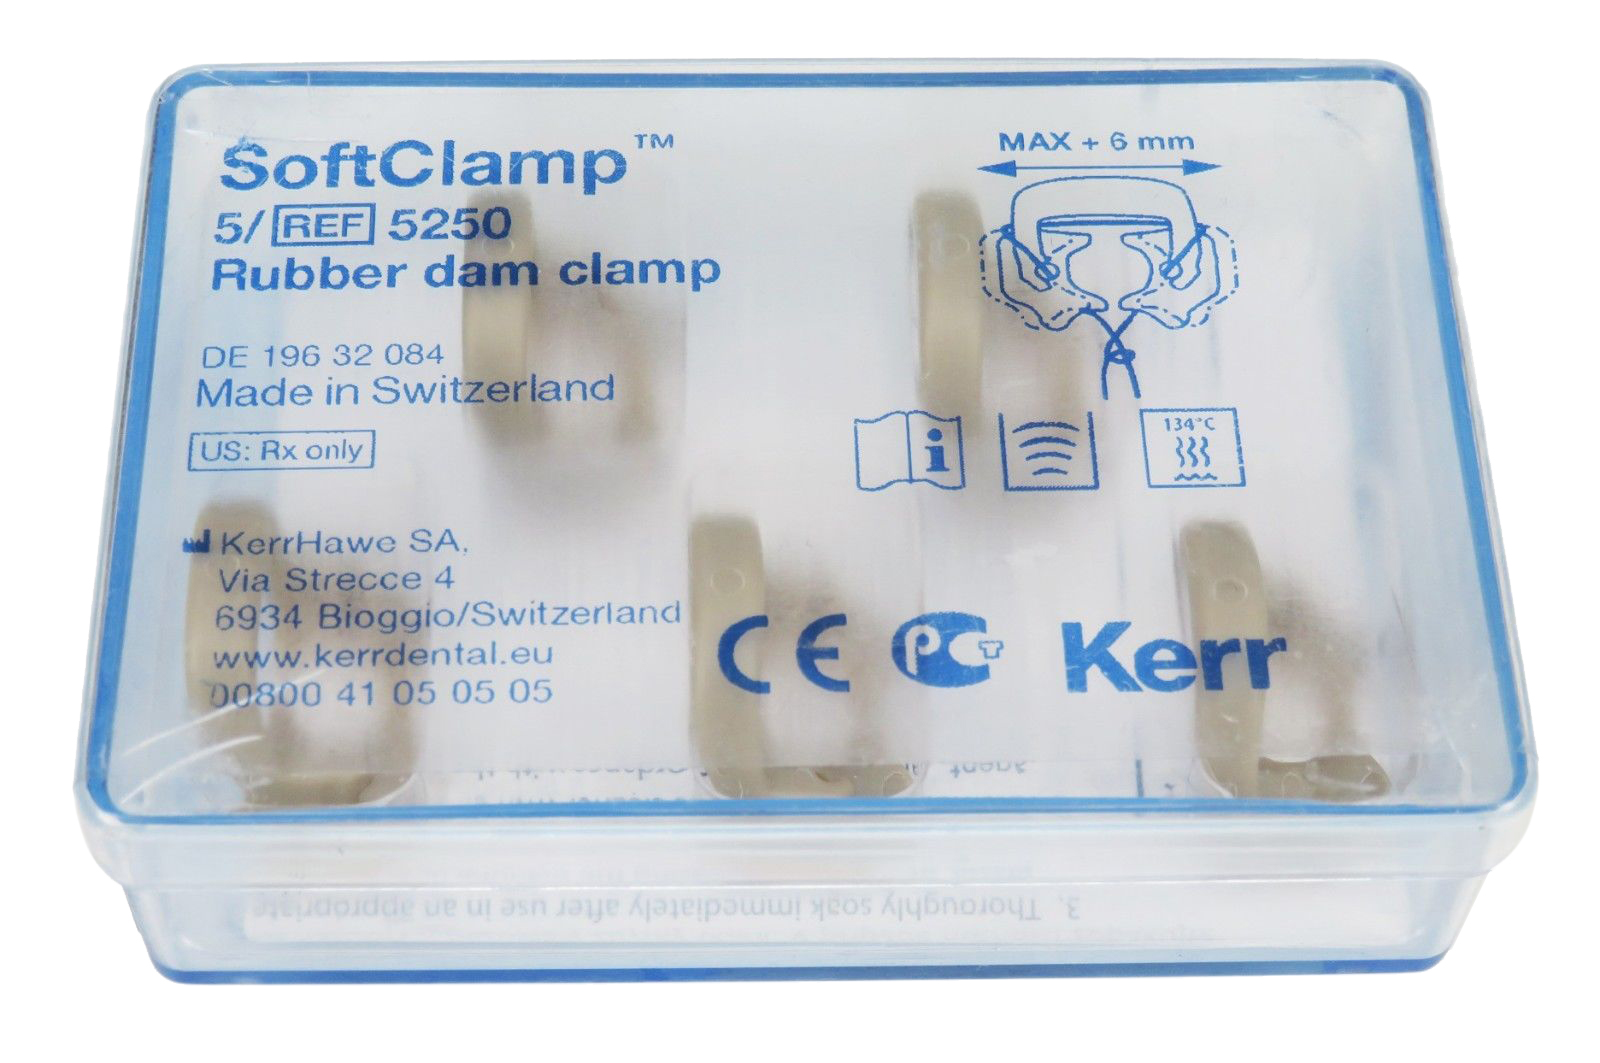 SoftClamp™
5/ REF 5250
Rubber dam clamp
DE 196 32 084
Made in Switzerland
US: Rx only
KerrHawe SA,
Via Strecce 4
6934 Bioggio/Switzerland
www.kerrdental.eu
00800 41 05 05 05
MAX + 6 mm
i
134°C
CE
PCT
Kerr
3. Thoroughly soak immediately after use in an appropriate